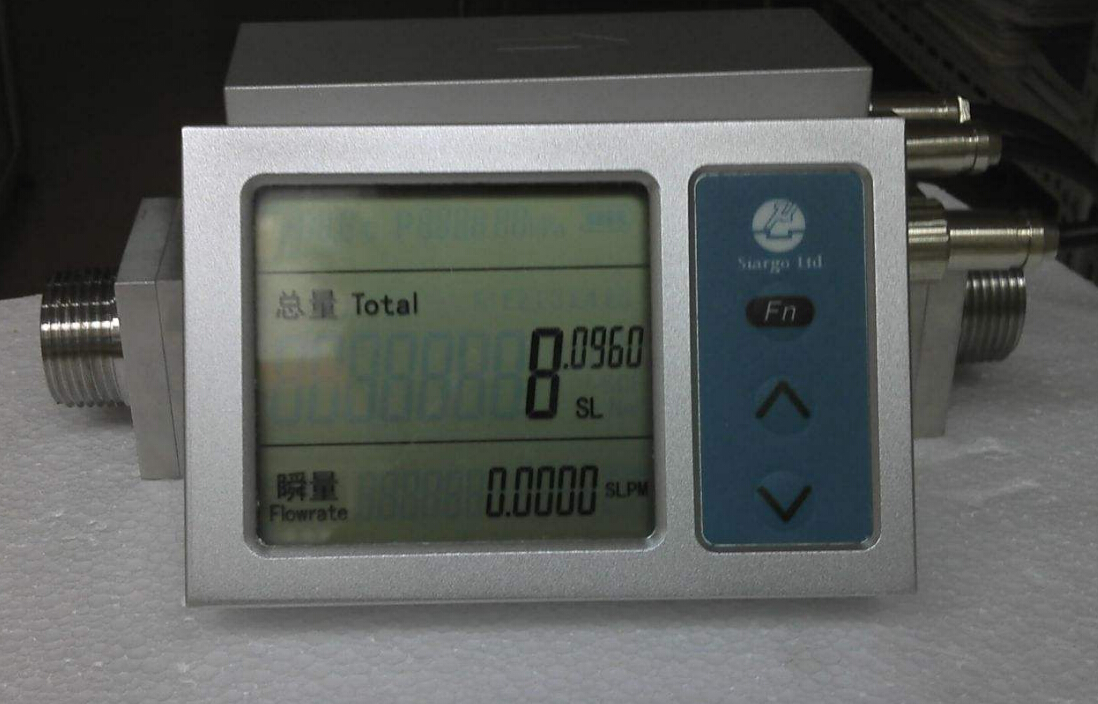 总量 Total
8.0960
SL
瞬量
Flowrate
0.0000 SLPM
Siargo Ltd
Fn